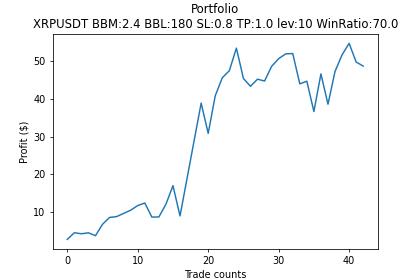 Portfolio
XRPUSDT BBM:2.4 BBL:180 SL:0.8 TP:1.0 lev:10 WinRatio:70.0
50
40
30
20
10
Profit ($)
0 10 20 30 40
Trade counts